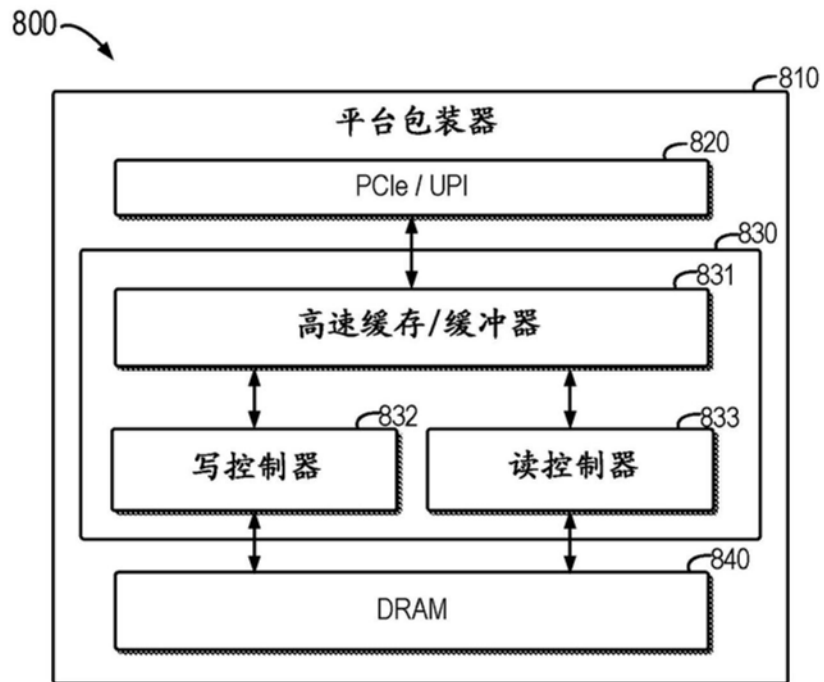 800
810
平台包装器
820
PCIe / UPI
830
831
高速缓存/缓冲器
832
833
写控制器
读控制器
840
DRAM